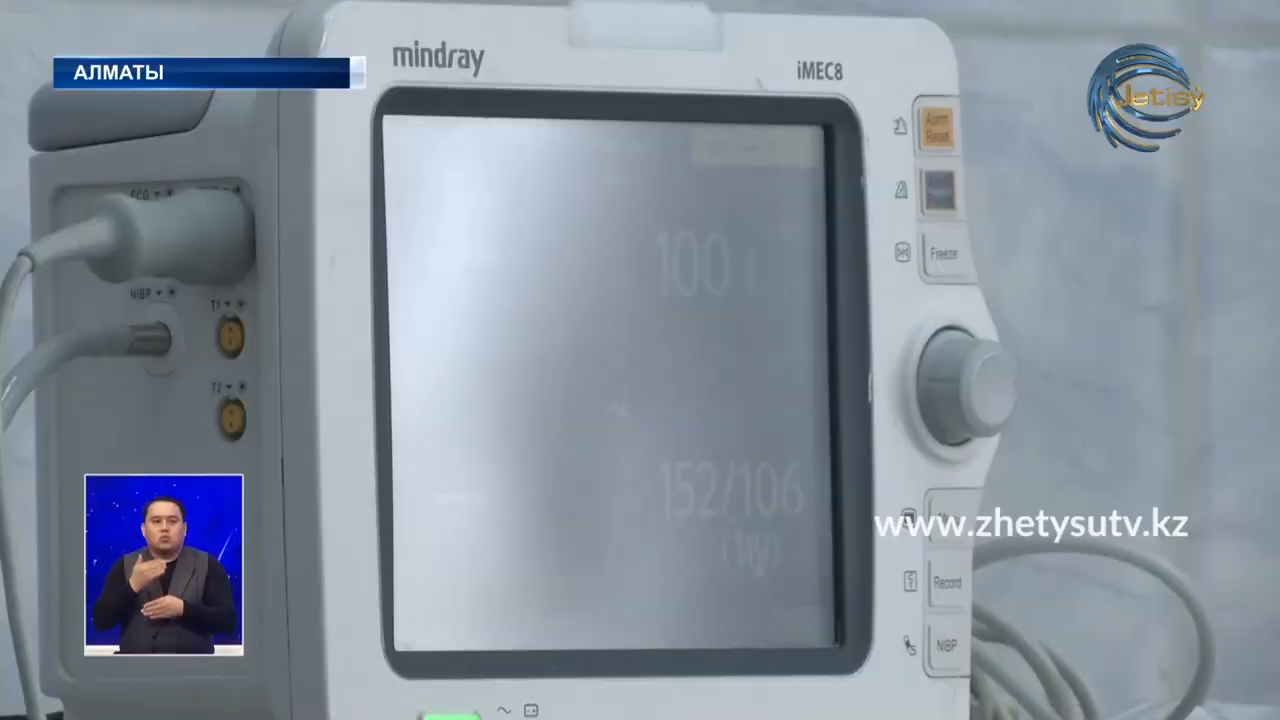 АЛМАТЫ
mindray
iMEC8
Jetisý
Alarm
Reset
ECG
Freeze
NIBP
T1
100
T2
152/106
www.zhetysutv.kz
Record
NIBP